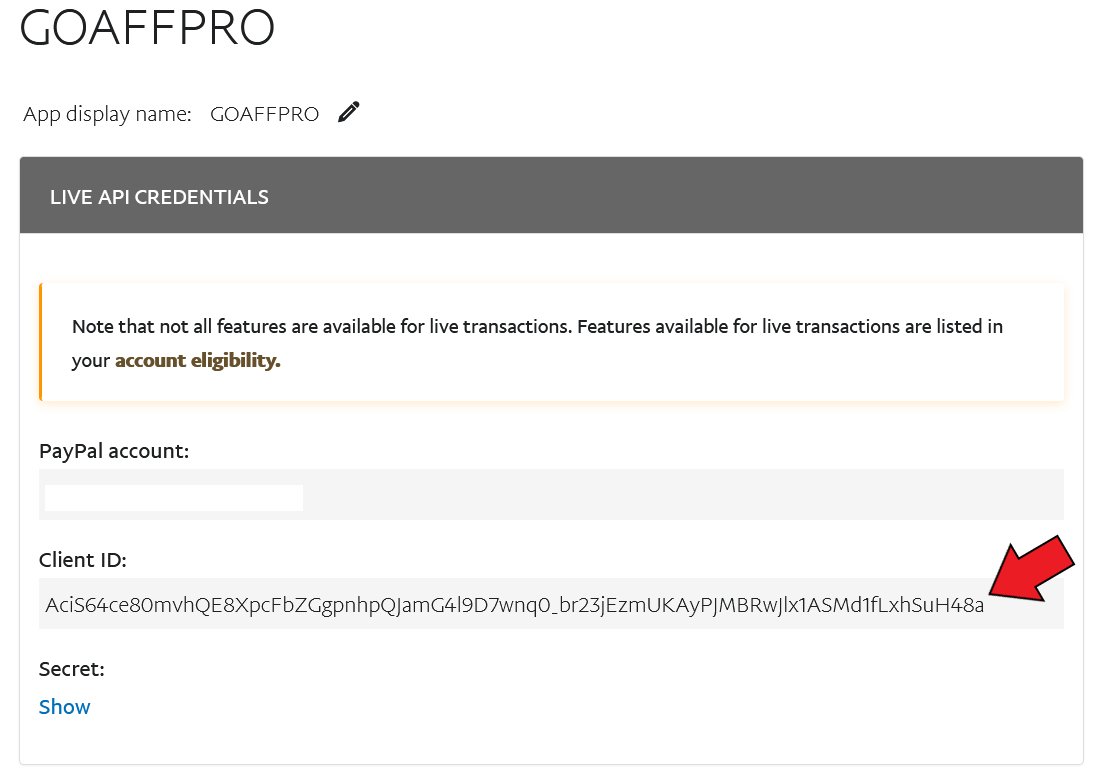 GOAFFPRO
App display name: GOAFFPRO
LIVE API CREDENTIALS
Note that not all features are available for live transactions. Features available for live transactions are listed in
your account eligibility.
PayPal account:
Client ID:
AciS64ce80mvhQE8XpcFbZGgpnhpQJamG4l9D7wnq0_br23jEzmUKAyPJMBRwJlx1ASMd1fLxhSuH48a
Secret:
Show